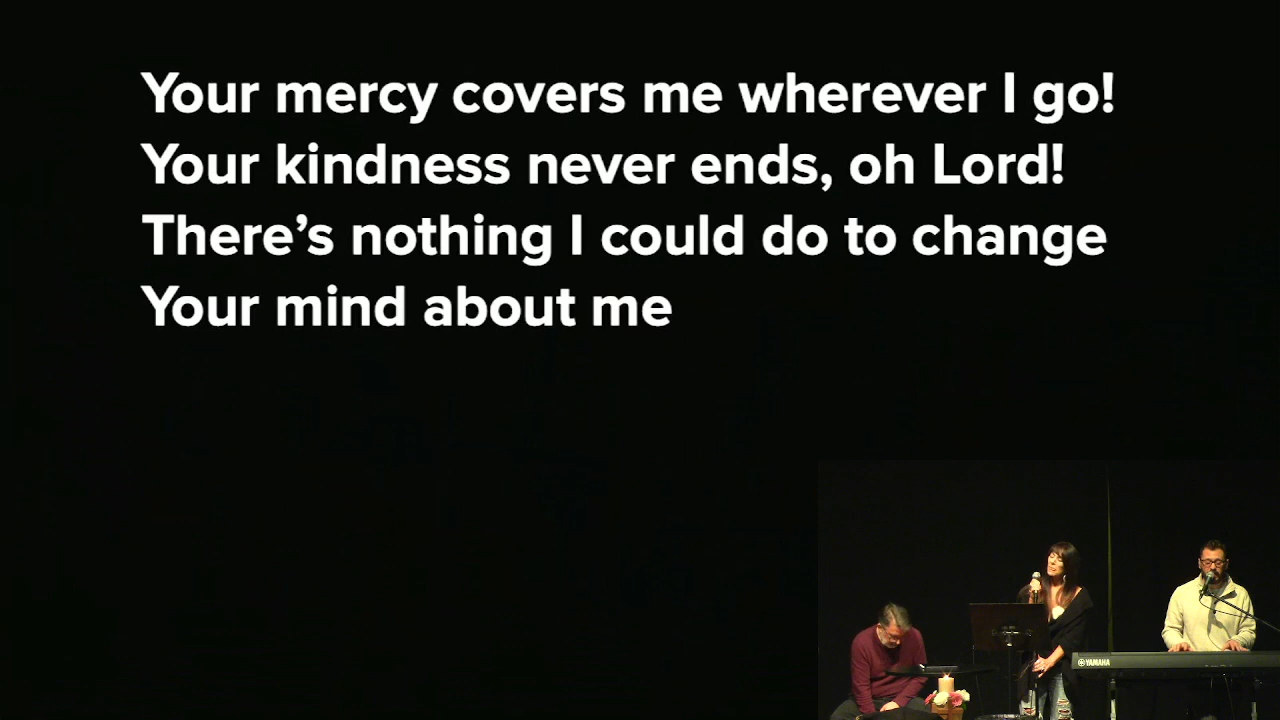 Your mercy covers me wherever I go!
Your kindness never ends, oh Lord!
There’s nothing I could do to change
Your mind about me
YAMAHA